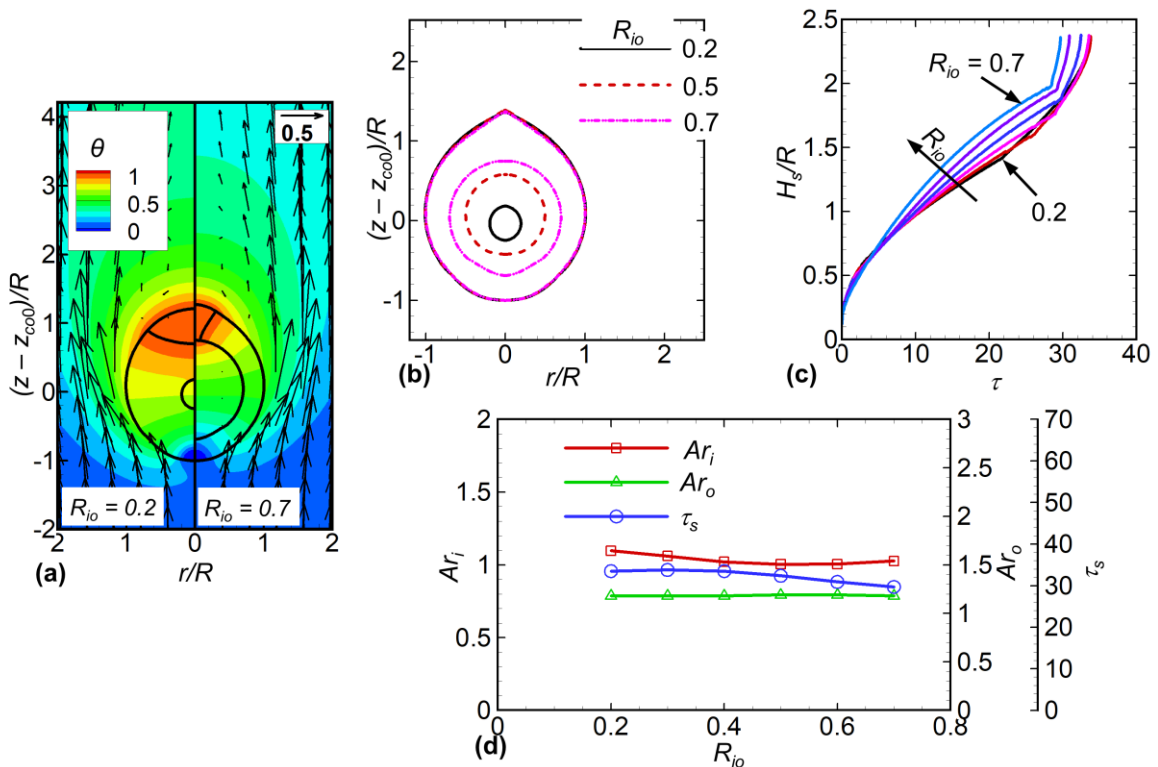 4
3
2
1
0
-1
-2
(z − z_co0)/R
θ
1
0.5
0
0.5
R_io = 0.2
R_io = 0.7
2
1
0
1
2
r/R
(a)
R_io
0.2
0.5
0.7
2
1
0
-1
(z − z_co0)/R
-1
0
1
2
r/R
(b)
2.5
2
1.5
1
0.5
0
H_s/R
R_io = 0.7
R_io
0.2
0
10
20
30
40
τ
(c)
2
1.5
1
0.5
0
Ar_i
Ar_i
Ar_o
τ_s
3
2.5
2
1.5
1
0.5
0
Ar_o
70
60
50
40
30
20
10
0
τ_s
0
0.2
0.4
0.6
0.8
R_io
(d)